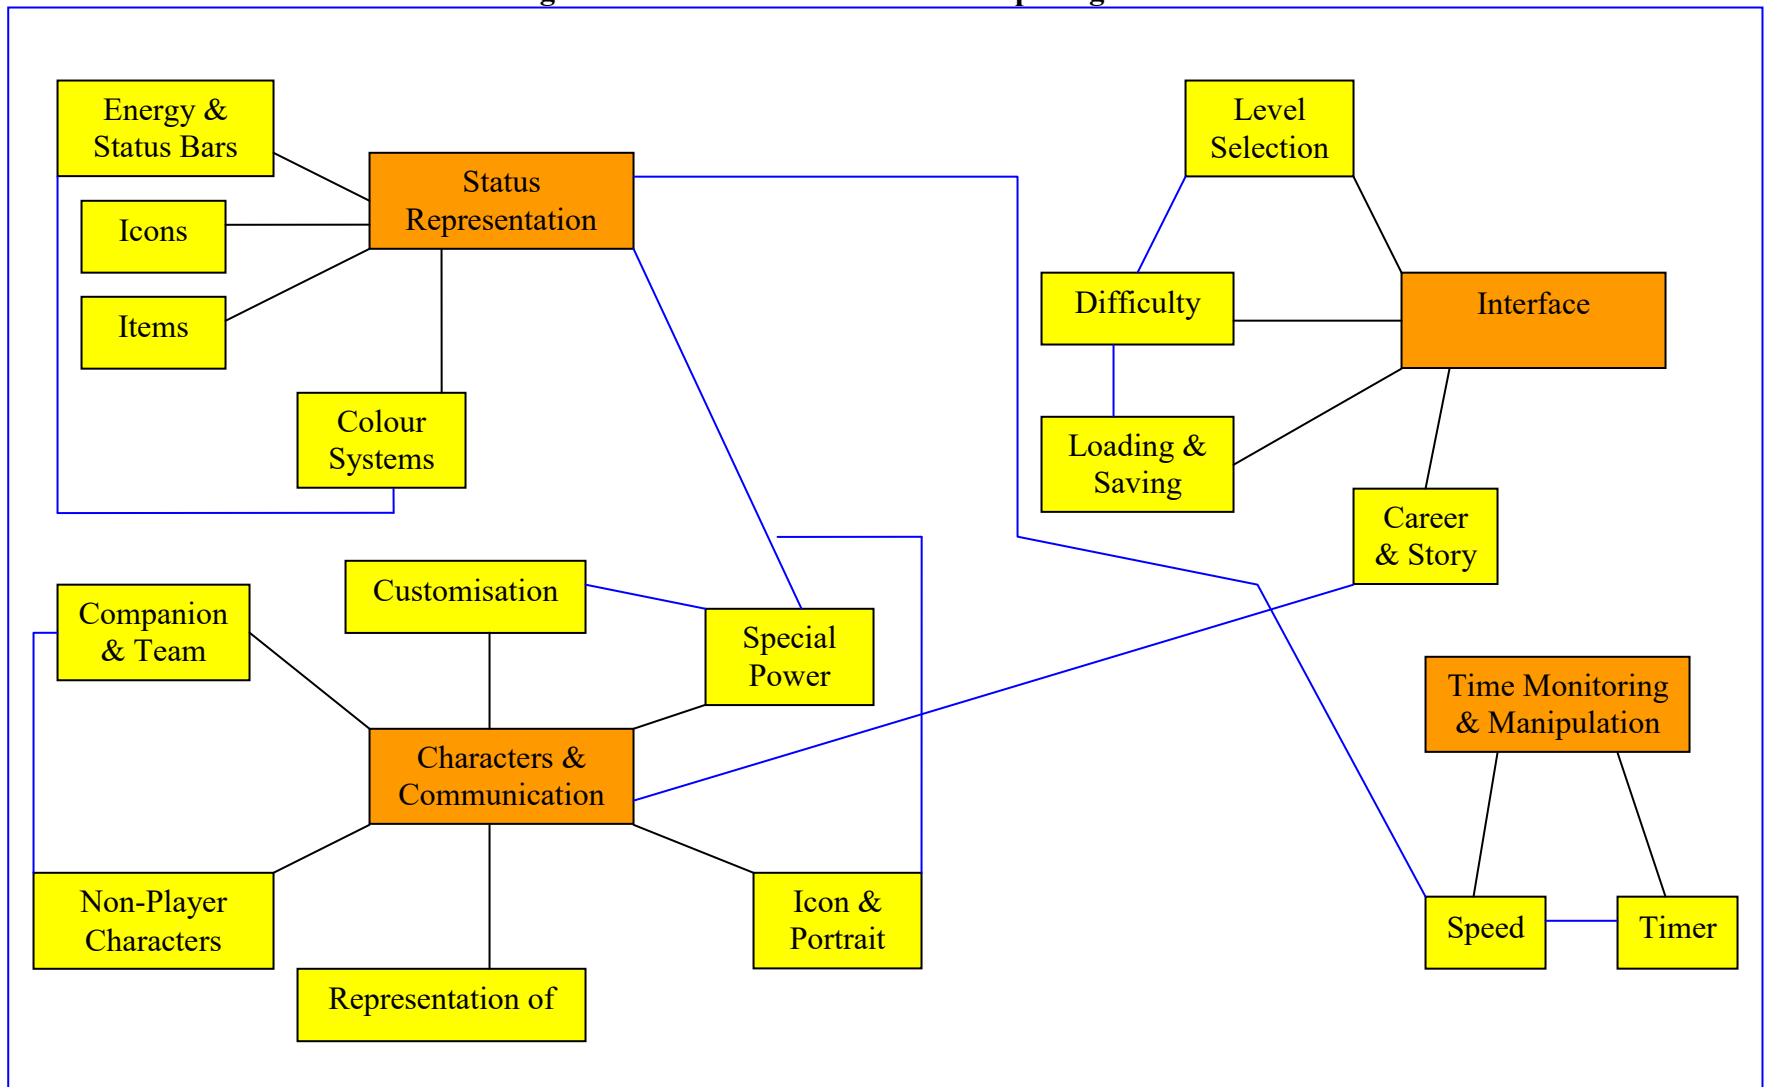 Energy &
Status Bars
Status
Representation
Icons
Items
Colour
Systems
Level
Selection
Difficulty
Interface
Loading &
Saving
Career
& Story
Customisation
Companion
& Team
Special
Power
Characters &
Communication
Time Monitoring
& Manipulation
Non-Player
Characters
Icon &
Portrait
Representation of
Speed
Timer